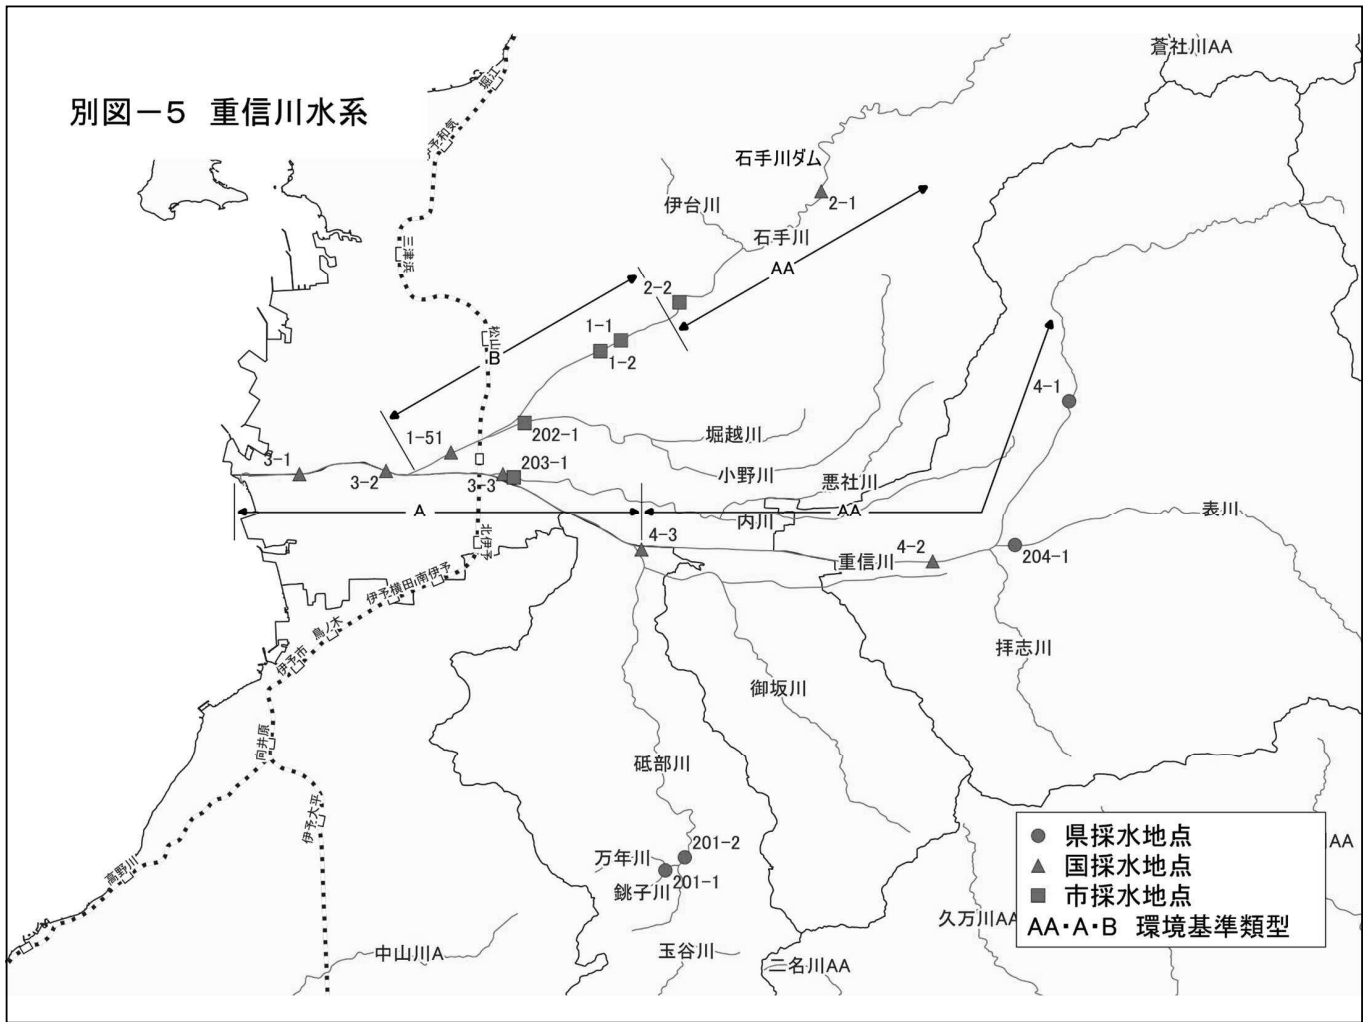 別図－5　重信川水系
蒼社川AA
堀江
伊予和気
石手川ダム
2-1
伊台川
石手川
三津浜
AA
2-2
松山
1-1
B
1-2
4-1
1-51
202-1
堀越川
203-1
小野川
悪社川
3-1
3-2
3-3
A
内川
AA
表川
北伊予
4-3
重信川
4-2
204-1
伊予横田
南伊予
鳥ノ木
伊予市
拝志川
御坂川
向井原
砥部川
伊予大平
201-2
万年川
高野川
201-1
銚子川
久万川AA
中山川A
玉谷川
二名川AA
県採水地点
国採水地点
市採水地点
AA・A・B　環境基準類型
AA